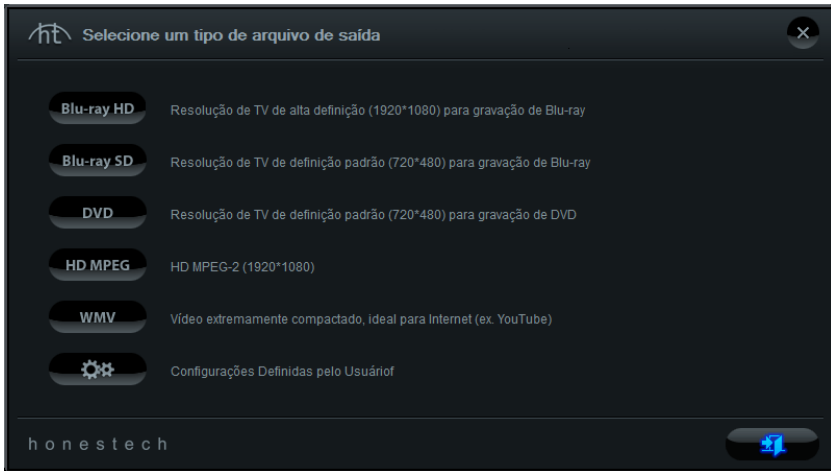 ht Selecione um tipo de arquivo de saída
Blu-ray HD Resolução de TV de alta definição (1920*1080) para gravação de Blu-ray
Blu-ray SD Resolução de TV de definição padrão (720*480) para gravação de Blu-ray
DVD Resolução de TV de definição padrão (720*480) para gravação de DVD
HD MPEG HD MPEG-2 (1920*1080)
WMV Vídeo extremamente compactado, ideal para Internet (ex. YouTube)
Configurações Definidas pelo Usuáriof
honestech